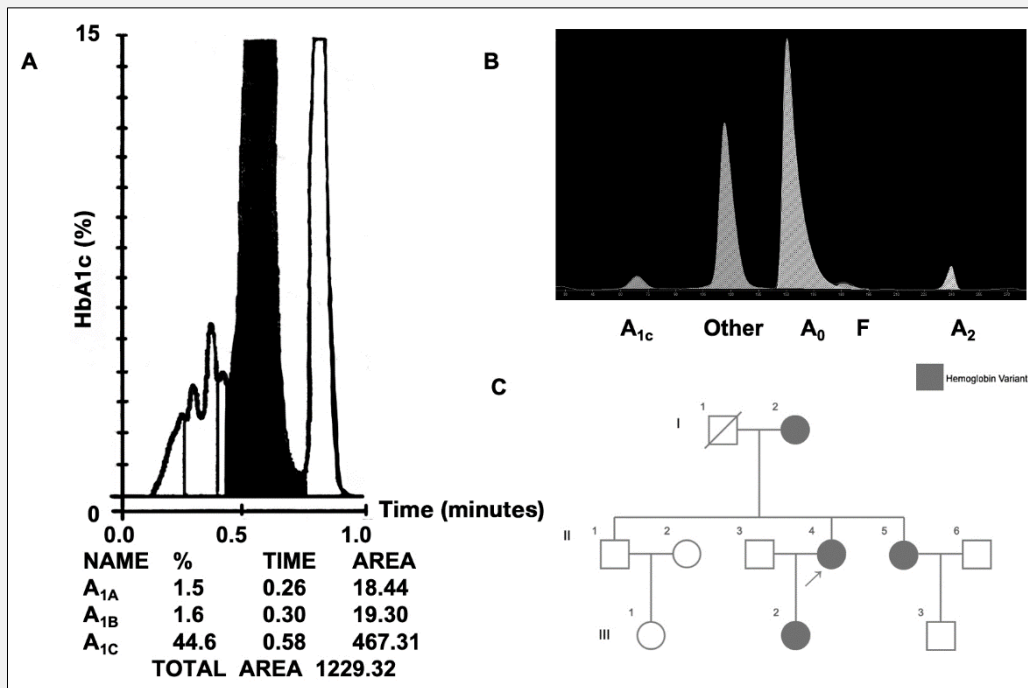 A
15
HbA1c (%)
0
0.0
0.5
1.0
Time (minutes)
NAME % TIME AREA
A1A 1.5 0.26 18.44
A1B 1.6 0.30 19.30
A1C 44.6 0.58 467.31
TOTAL AREA 1229.32
B
A1c Other A0 F A2
C
Hemoglobin Variant
I
1 2
II
1 2 3 4 5 6
III
1 2 3